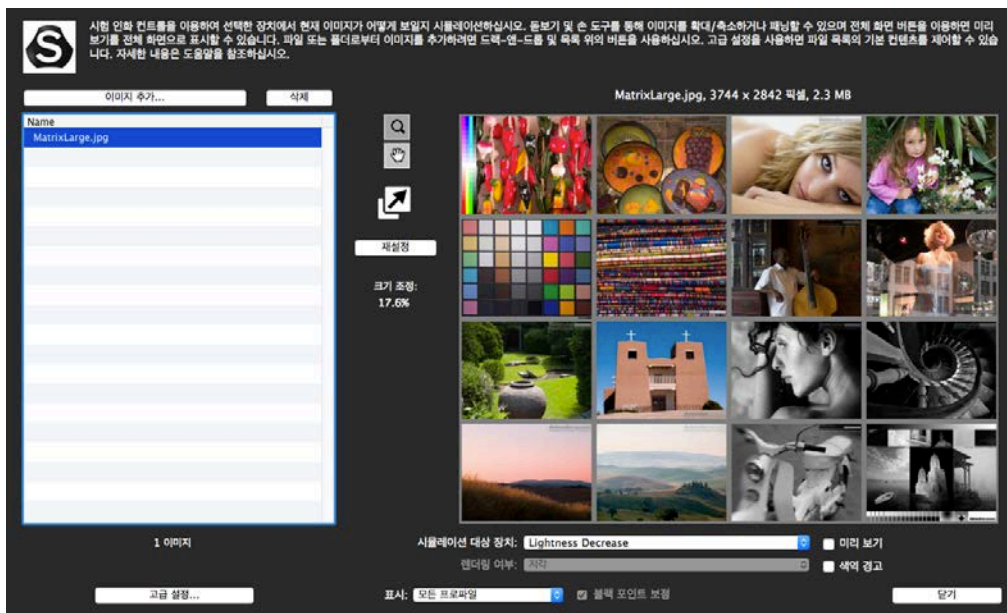 시험 인화 컨트롤을 이용하여 선택한 장치에서 현재 이미지가 어떻게 보일지 시뮬레이션하십시오. 돋보기 및 손 도구를 통해 이미지를 확대/축소하거나 패닝할 수 있으며 전체 화면 버튼을 이용하면 미리
보기를 전체 화면으로 표시할 수 있습니다. 파일 또는 폴더로부터 이미지를 추가하려면 드랙-앤-드롭 및 목록 위의 버튼을 사용하십시오. 고급 설정을 사용하면 파일 목록의 기본 컨텐츠를 제어할 수 있습
니다. 자세한 내용은 도움말을 참조하십시오.
S
이미지 추가...
삭제
MatrixLarge.jpg, 3744 x 2842 픽셀, 2.3 MB
Name
MatrixLarge.jpg
재설정
크기 조정:
17.6%
1 이미지
시뮬레이션 대상 장치: Lightness Decrease
미리 보기
렌더링 여부: 지각
색역 경고
고급 설정...
표시: 모든 프로파일
블랙 포인트 보정
닫기